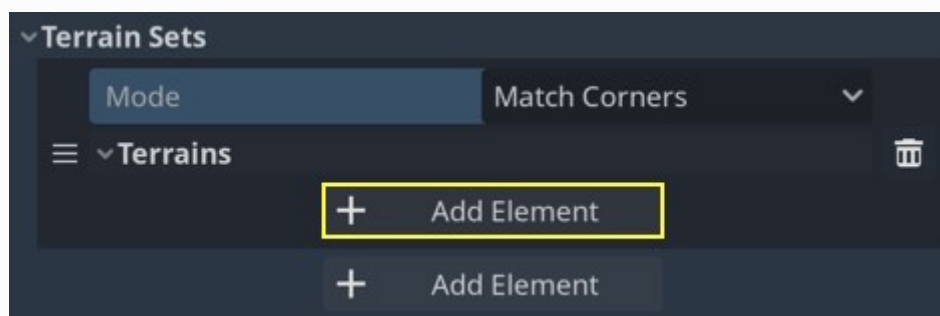 Terrain Sets
Mode Match Corners
Terrains
Add Element
Add Element